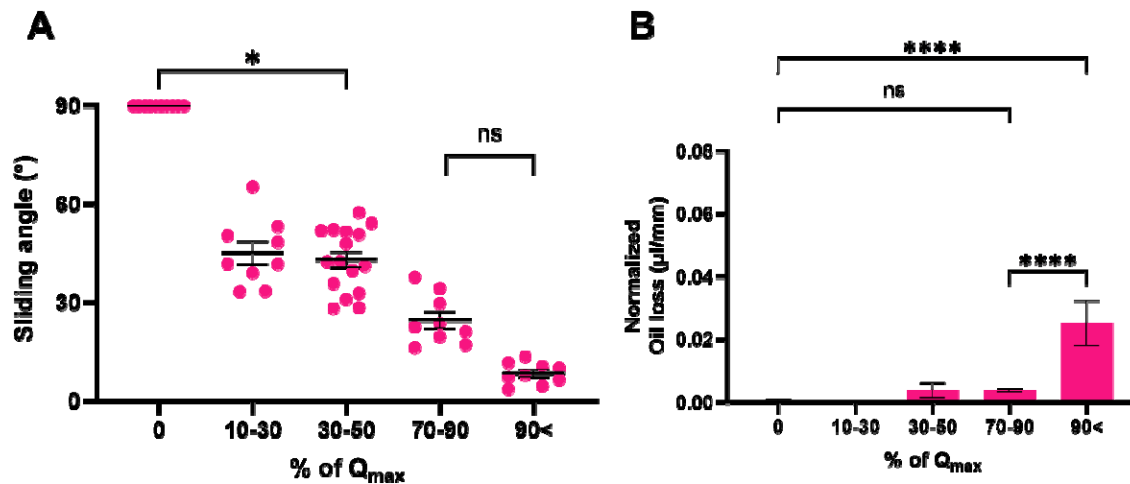 A
*
ns
Sliding angle (°)
90
60
30
0
0 10-30 30-50 70-90 90<
% of Qmax
B
****
ns
****
Normalized
Oil loss (µl/mm)
0.08
0.06
0.04
0.02
0.00
0 10-30 30-50 70-90 90<
% of Qmax